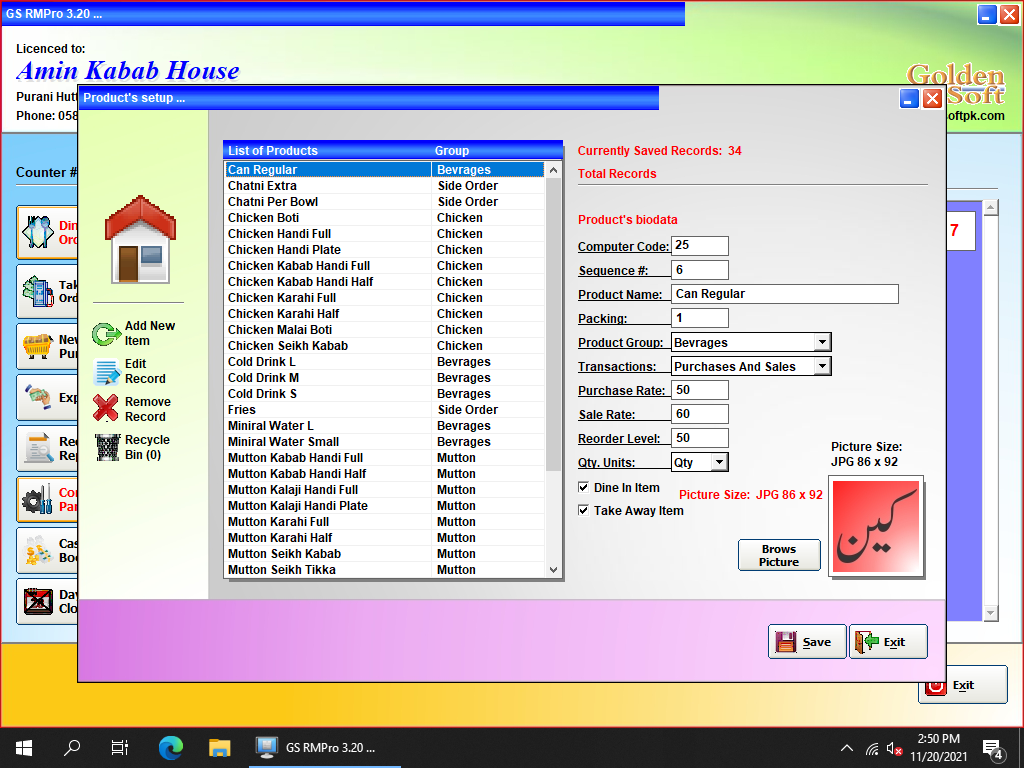 GS RMPro 3.20 ...
Licenced to:
Amin Kabab House
Purani Hutt
Phone: 058
Golden
Soft
oftpk.com
Counter #
Product's setup ...
Add New
Item
Edit
Record
Remove
Record
Recycle
Bin (0)
List of Products Group
Can Regular Bevrages
Chatni Extra Side Order
Chatni Per Bowl Side Order
Chicken Boti Chicken
Chicken Handi Full Chicken
Chicken Handi Plate Chicken
Chicken Kabab Handi Full Chicken
Chicken Kabab Handi Half Chicken
Chicken Karahi Full Chicken
Chicken Karahi Half Chicken
Chicken Malai Boti Chicken
Chicken Seikh Kabab Chicken
Cold Drink L Bevrages
Cold Drink M Bevrages
Cold Drink S Bevrages
Fries Side Order
Miniral Water L Bevrages
Miniral Water Small Bevrages
Mutton Kabab Handi Full Mutton
Mutton Kabab Handi Half Mutton
Mutton Kalaji Handi Full Mutton
Mutton Kalaji Handi Plate Mutton
Mutton Karahi Full Mutton
Mutton Karahi Half Mutton
Mutton Seikh Kabab Mutton
Mutton Seikh Tikka Mutton
Currently Saved Records: 34
Total Records
Product's biodata
Computer Code: 25
Sequence #: 6
Product Name: Can Regular
Packing: 1
Product Group: Bevrages
Transactions: Purchases And Sales
Purchase Rate: 50
Sale Rate: 60
Reorder Level: 50
Qty. Units: Qty
Dine In Item
Take Away Item
Picture Size: JPG 86 x 92
Picture Size:
JPG 86 x 92
کین
Brows
Picture
Save
Exit
Din
Ord
Tak
Ord
Nev
Pur
Exp
Rec
Rep
Con
Pan
Cas
Boo
Day
Clo
7
Exit
GS RMPro 3.20 ...
2:50 PM
11/20/2021
4